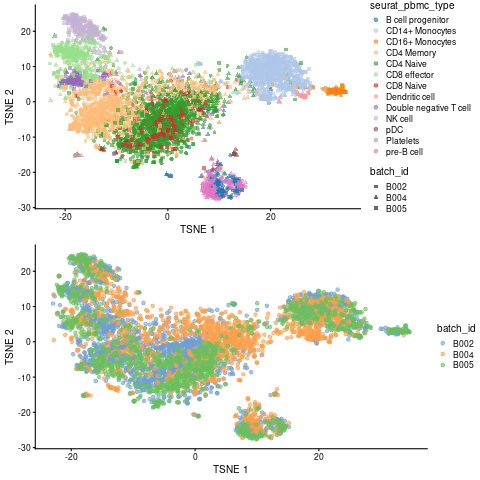 seurat_pbmc_type
B cell progenitor
CD14+ Monocytes
CD16+ Monocytes
CD4 Memory
CD4 Naive
CD8 effector
CD8 Naive
Dendritic cell
Double negative T cell
NK cell
pDC
Platelets
pre-B cell
batch_id
B002
B004
B005
TSNE 2
20
10
0
-10
-20
-30
-20
0
20
TSNE 1
TSNE 2
20
10
0
-10
-20
-30
-20
0
20
TSNE 1
batch_id
B002
B004
B005